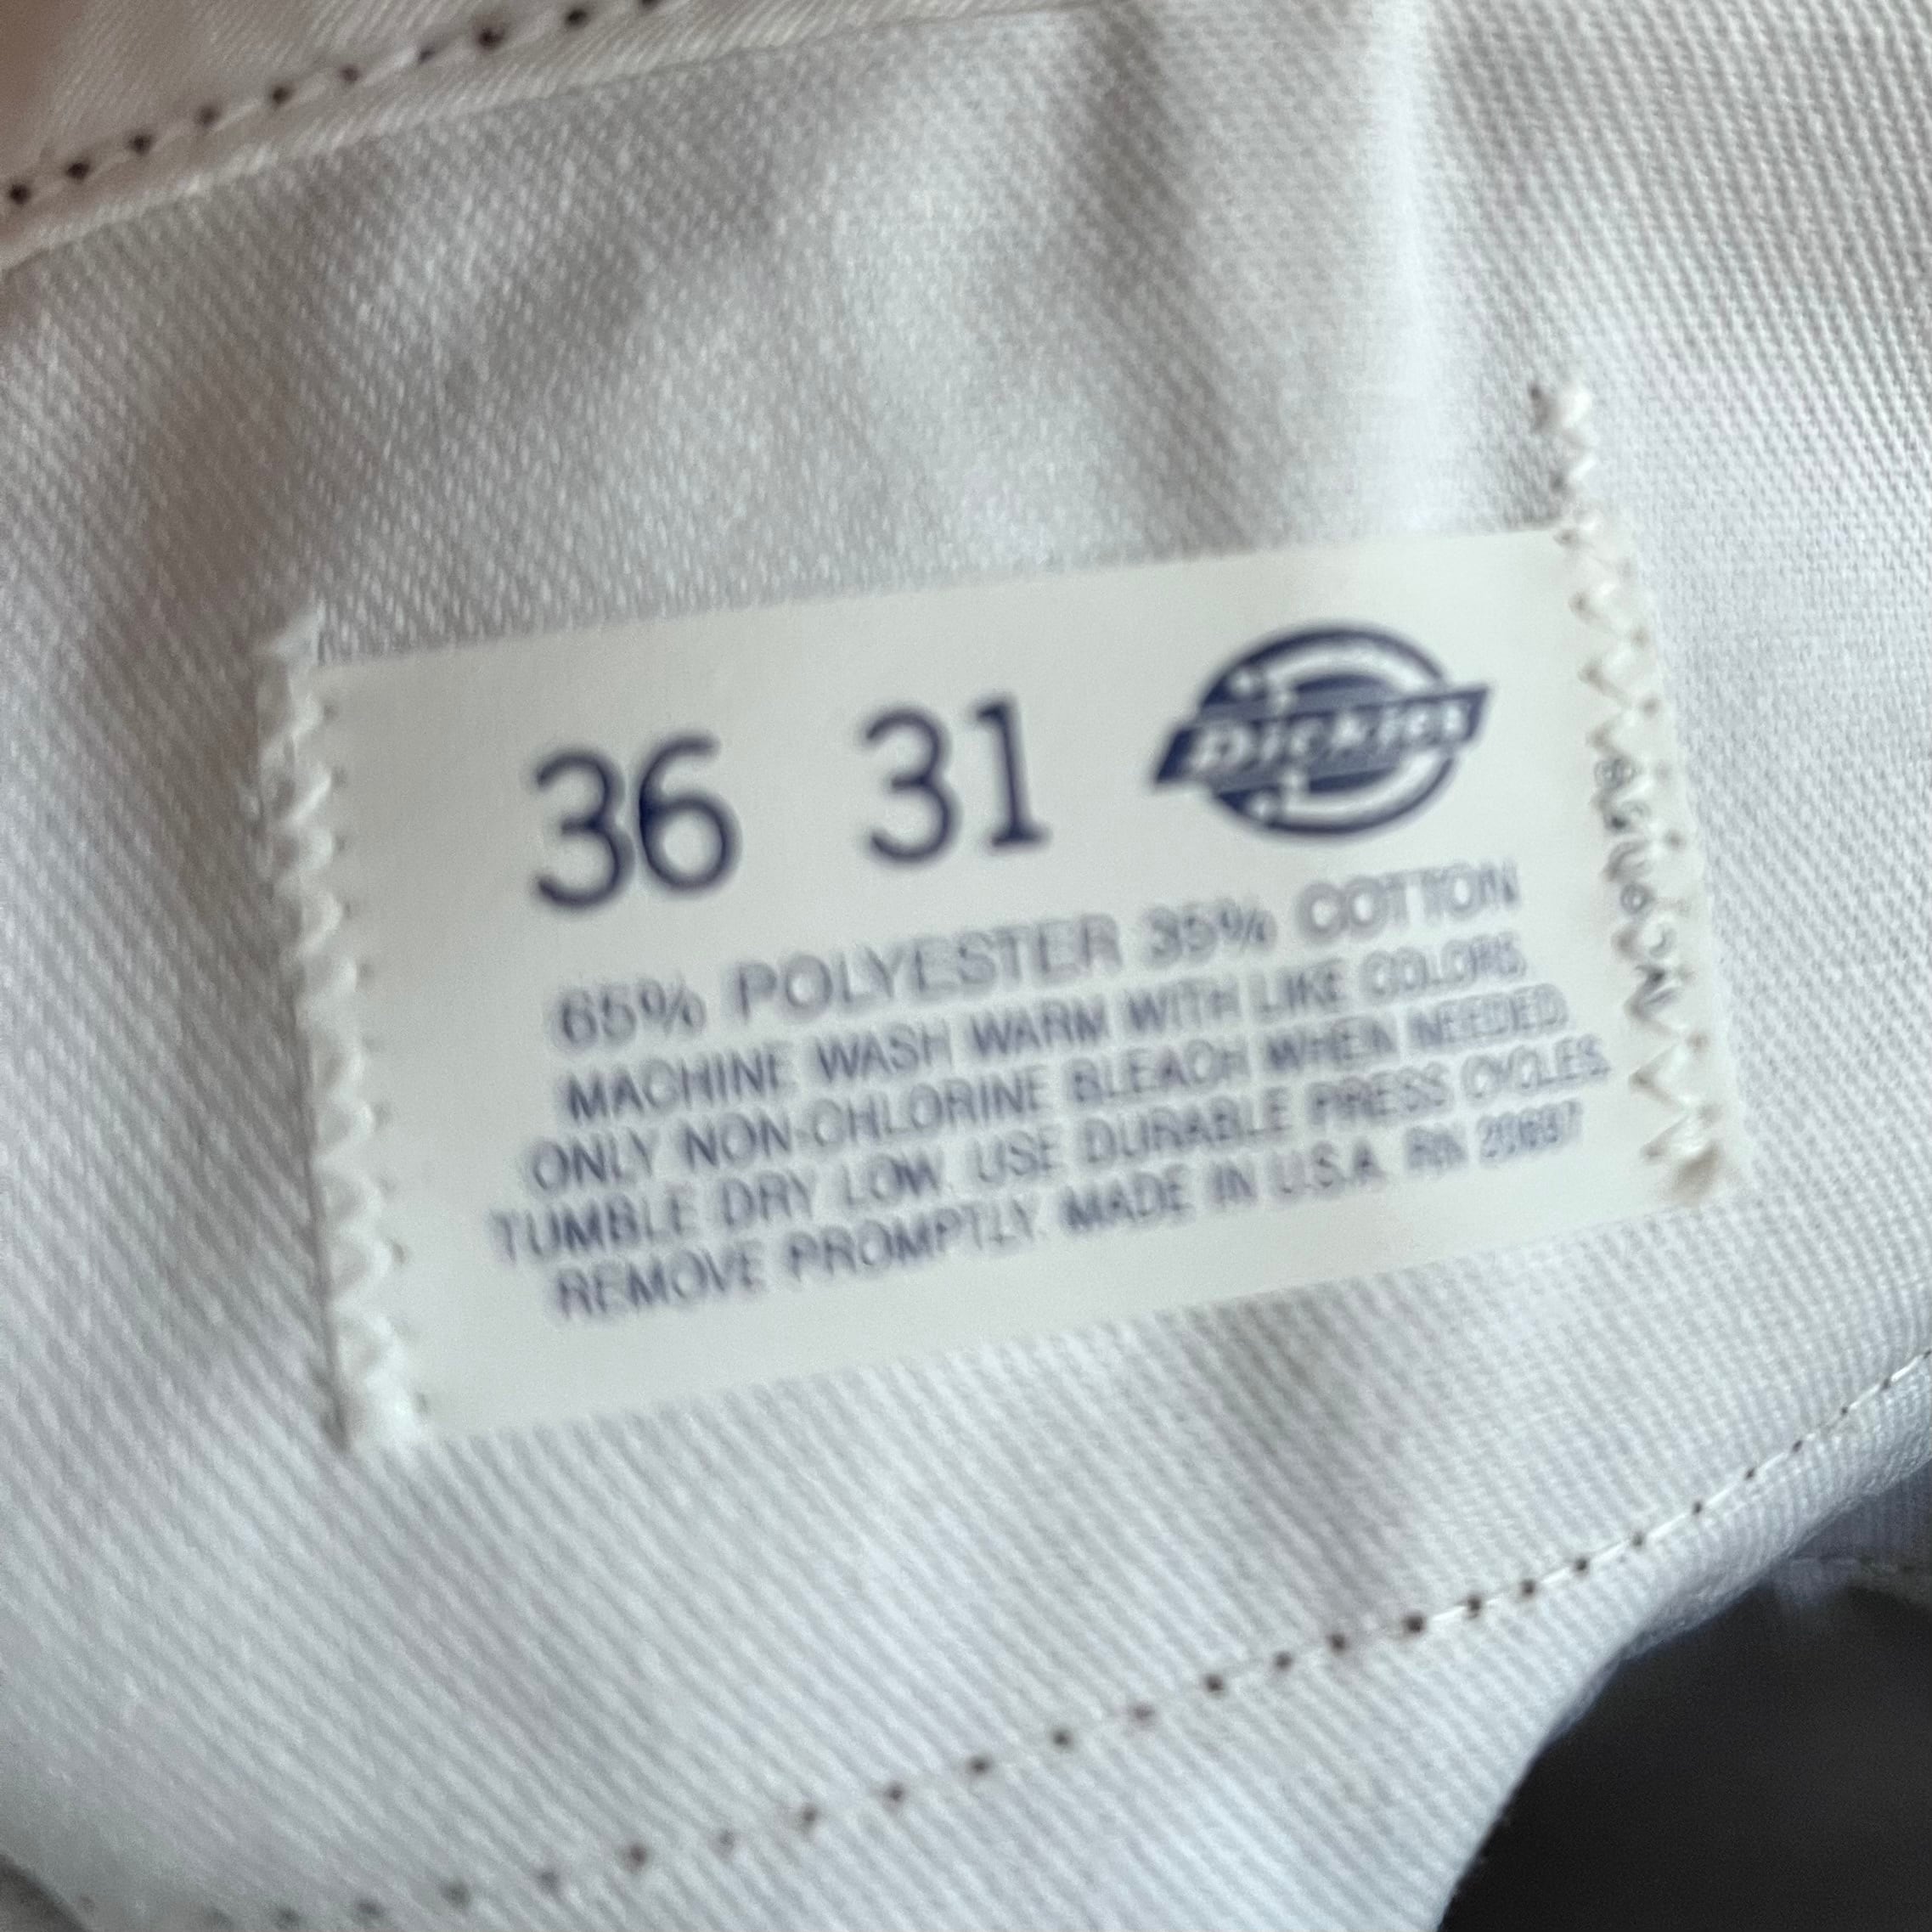 36 31 Dickies
65% POLYESTER 35% COTTON
MACHINE WASH WARM WITH LIKE COLORS.
ONLY NON-CHLORINE BLEACH WHEN NEEDED.
TUMBLE DRY LOW. USE DURABLE PRESS CYCLES.
REMOVE PROMPTLY. MADE IN U.S.A. RN 20697